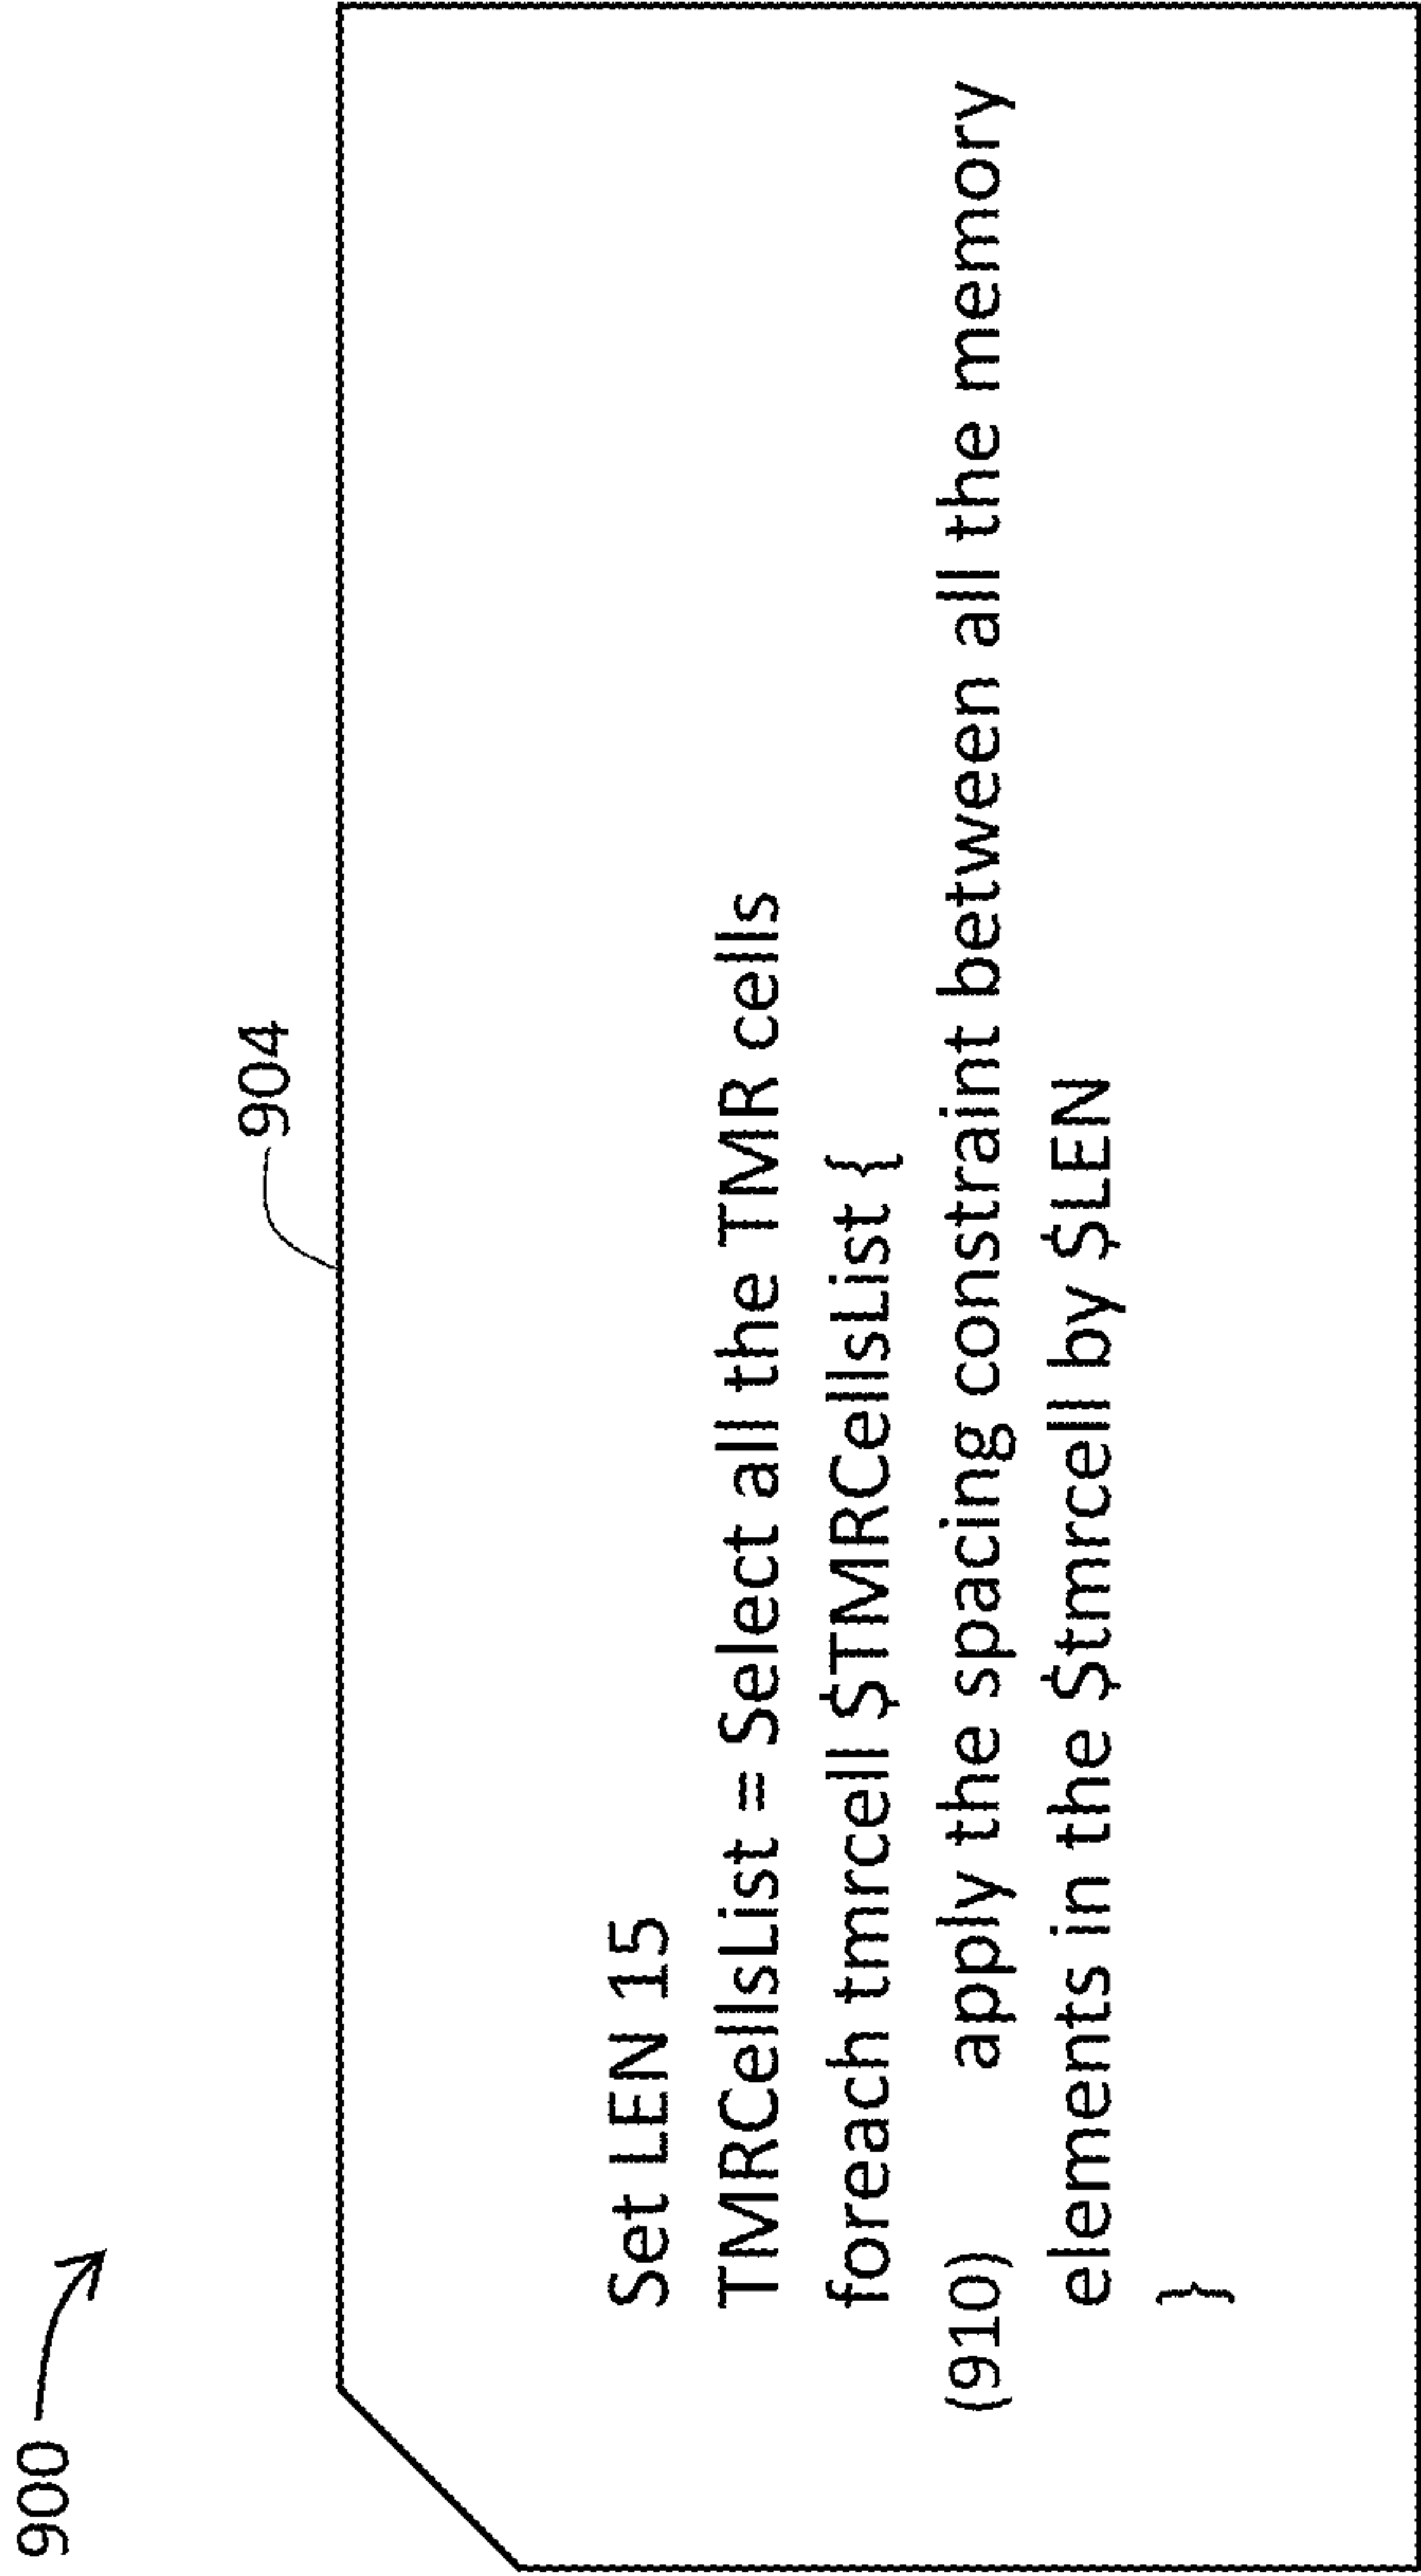 900
904
Set LEN 15
TMRCellsList = Select all the TMR cells
foreach tmrcell $TMRCellsList {
(910) apply the spacing constraint between all the memory
elements in the $tmrcell by $LEN
}